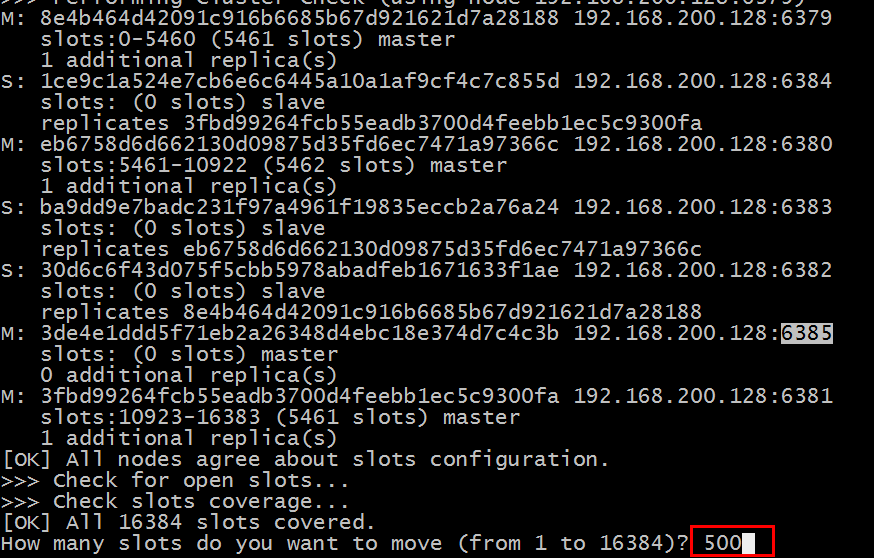 >>> Performing Cluster Check (using node 192.168.200.128:6379)
M: 8e4b464d42091c916b6685b67d921621d7a28188 192.168.200.128:6379
slots:0-5460 (5461 slots) master
1 additional replica(s)
S: 1ce9c1a524e7cb6e6c6445a10a1af9cf4c7c855d 192.168.200.128:6384
slots: (0 slots) slave
replicates 3fbd99264fcb55eadb3700d4feebb1ec5c9300fa
M: eb6758d6d662130d09875d35fd6ec7471a97366c 192.168.200.128:6380
slots:5461-10922 (5462 slots) master
1 additional replica(s)
S: ba9dd9e7badc231f97a4961f19835eccb2a76a24 192.168.200.128:6383
slots: (0 slots) slave
replicates eb6758d6d662130d09875d35fd6ec7471a97366c
S: 30d6c6f43d075f5cbb5978abadfeb1671633f1ae 192.168.200.128:6382
slots: (0 slots) slave
replicates 8e4b464d42091c916b6685b67d921621d7a28188
M: 3de4e1ddd5f71eb2a26348d4ebc18e374d7c4c3b 192.168.200.128:6385
slots: (0 slots) master
0 additional replica(s)
M: 3fbd99264fcb55eadb3700d4feebb1ec5c9300fa 192.168.200.128:6381
slots:10923-16383 (5461 slots) master
1 additional replica(s)
[OK] All nodes agree about slots configuration.
>>> Check for open slots...
>>> Check slots coverage...
[OK] All 16384 slots covered.
How many slots do you want to move (from 1 to 16384)? 500